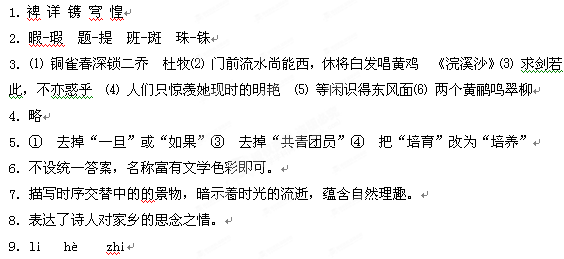 1. 裨 详 镌 穹 惶
2. 暇-瑕 题-提 班-斑 珠-铢
3. ⑴ 铜雀春深锁二乔 杜牧⑵ 门前流水尚能西，休将白发唱黄鸡 《浣溪沙》⑶ 求剑若
此，不亦惑乎 ⑷ 人们只惊羡她现时的明艳 ⑸ 等闲识得东风面⑹ 两个黄鹂鸣翠柳
4. 略
5. ① 去掉“一旦”或“如果”③ 去掉“共青团员”④ 把“培育”改为“培养”
6. 不设统一答案，名称富有文学色彩即可。
7. 描写时序交替中的的景物，暗示着时光的流逝，蕴含自然理趣。
8. 表达了诗人对家乡的思念之情。
9. li hè zhi